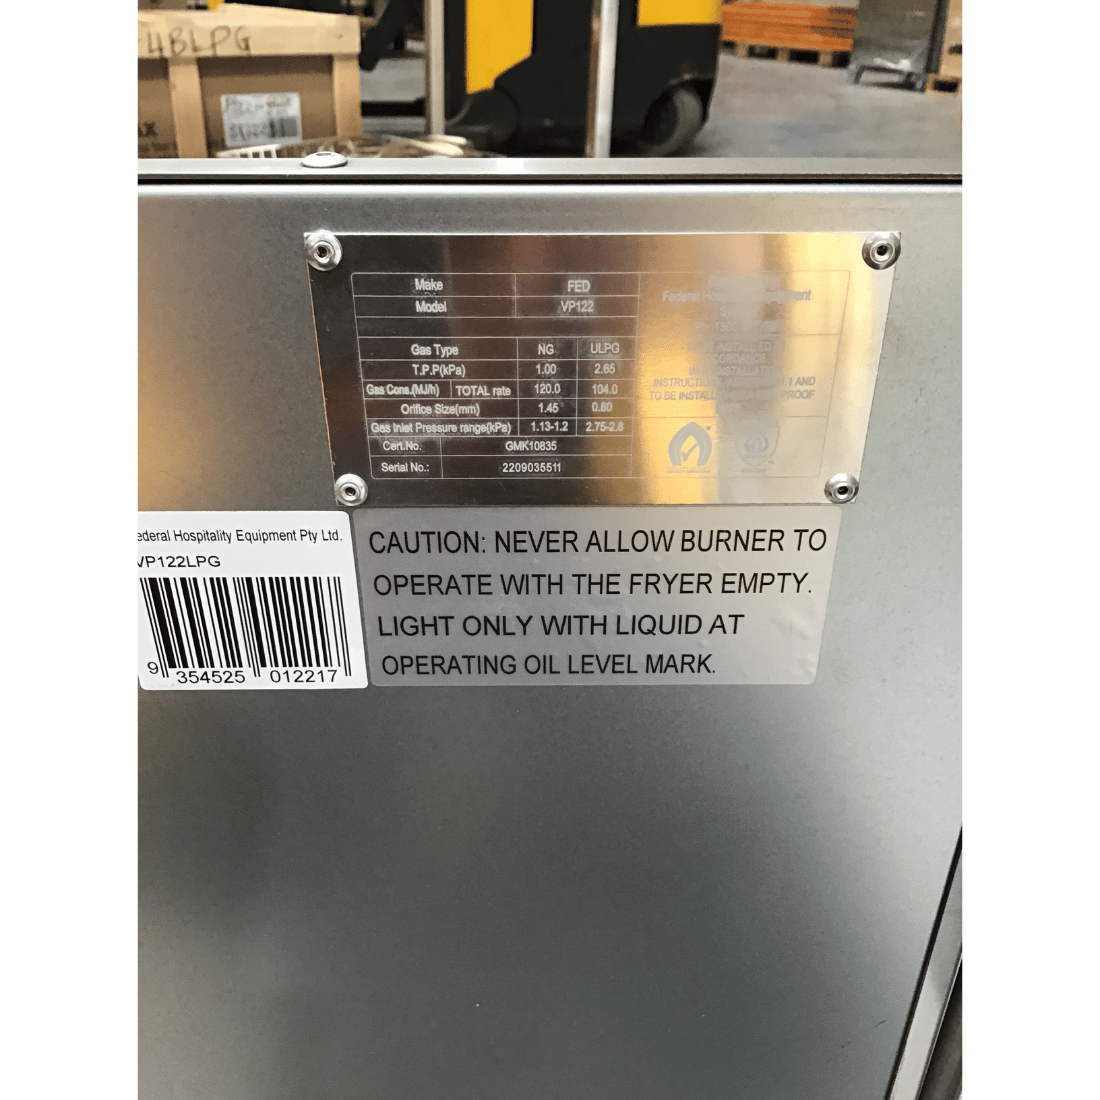 4BLPG
Make FED
Model VP122
Gas Type NG ULPG
T.P.P(kPa) 1.00 2.65
Gas Cons.(MJ/h) TOTAL rate 120.0 104.0
Orifice Size(mm) 1.45 0.80
Gas Inlet Pressure range(kPa) 1.13-1.2 2.75-2.8
Cert.No. GMK10835
Serial No.: 2209035511
Federal
INSTALLED
AND
TO BE PROOF
ederal Hospitality Equipment Pty Ltd.
VP122LPG
9 354525 012217
CAUTION: NEVER ALLOW BURNER TO
OPERATE WITH THE FRYER EMPTY.
LIGHT ONLY WITH LIQUID AT
OPERATING OIL LEVEL MARK.